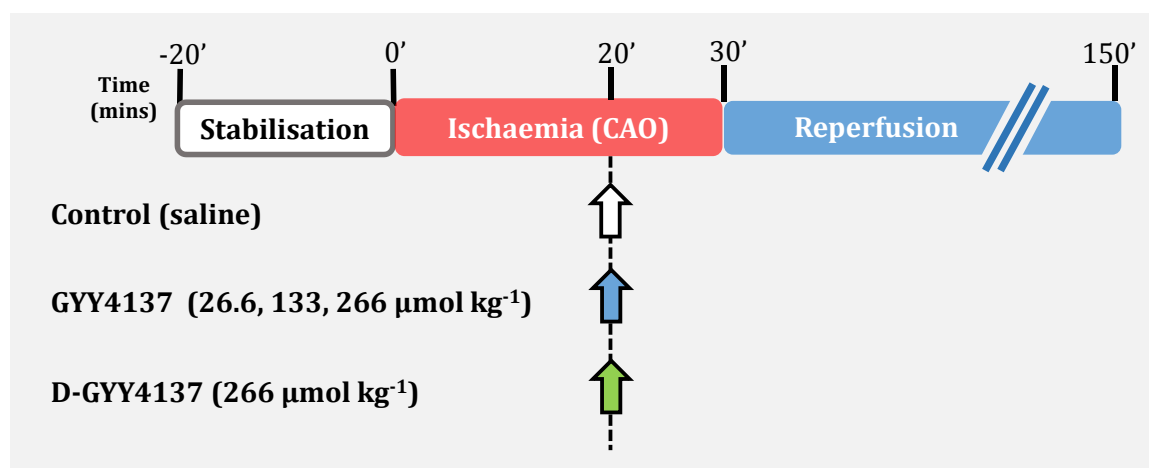 -20’ 0’ 20’ 30’ 150’
Time
(mins)
Stabilisation Ischaemia (CAO) Reperfusion
Control (saline)
GYY4137 (26.6, 133, 266 μmol kg⁻¹)
D-GYY4137 (266 μmol kg⁻¹)